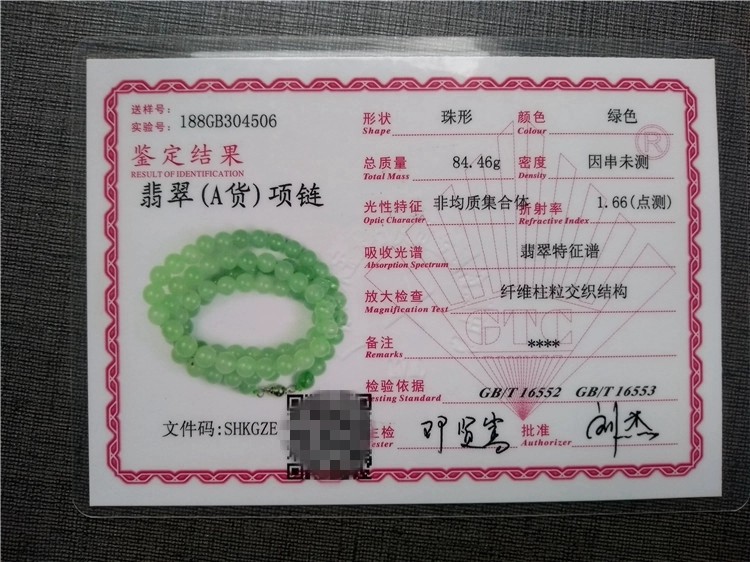 送样号:
实验号: 188GB304506
鉴定结果
RESULT OF IDENTIFICATION
翡翠(A货)项链
文件码:SHKGZE
形状 珠形 颜色 绿色
Shape Colour
总质量 84.46g 密度 因串未测
Total Mass Density
光性特征 非均质集合体 折射率 1.66(点测)
Optic Character Refractive Index
吸收光谱 翡翠特征谱
Absorption Spectrum
放大检查 纤维柱粒交织结构
Magnification Test
备注 ****
Remarks
检验依据 GB/T 16552 GB/T 16553
esting Standard
主检 批准
ester Authorizer
GTC
®